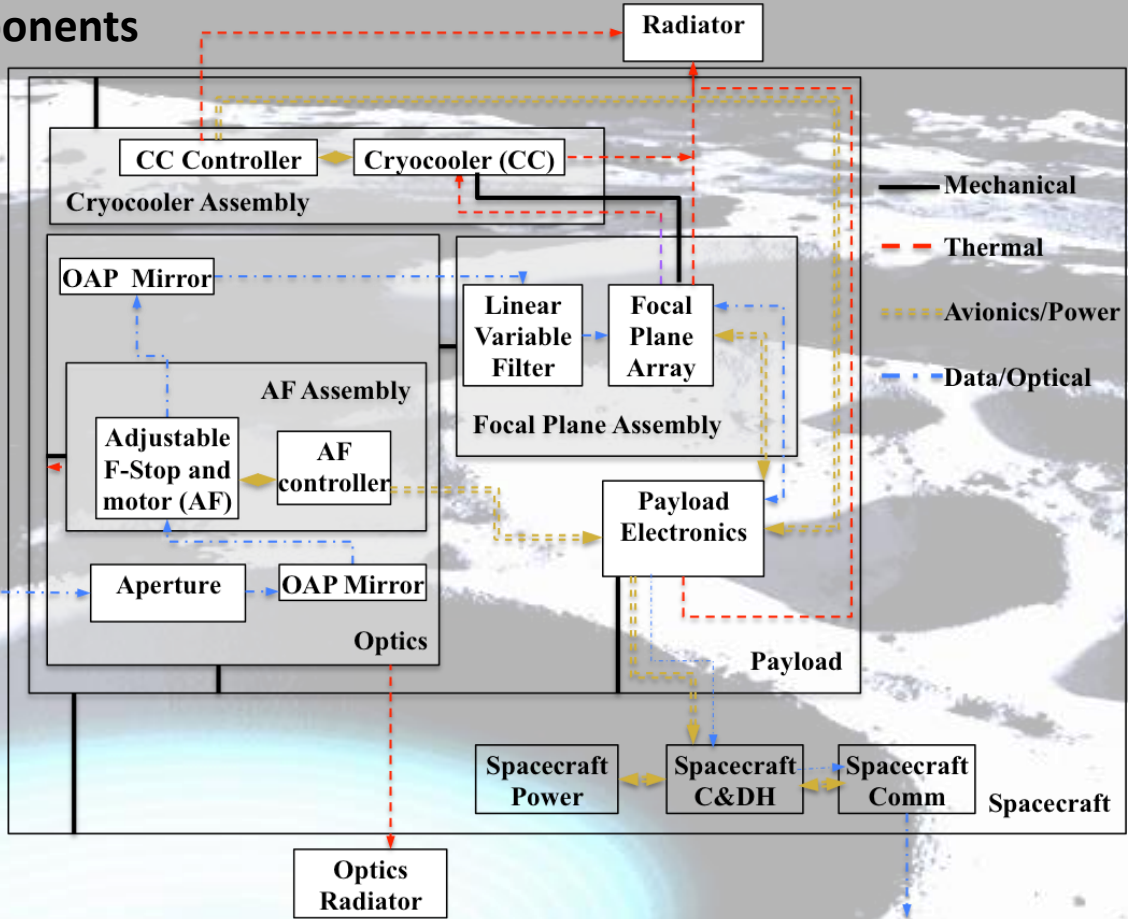 onents
Radiator
CC Controller
Cryocooler (CC)
Cryocooler Assembly
Mechanical
Thermal
Avionics/Power
Data/Optical
OAP Mirror
Linear
Variable
Filter
Focal
Plane
Array
AF Assembly
Focal Plane Assembly
Adjustable
F-Stop and
motor (AF)
AF
controller
Payload
Electronics
Aperture
OAP Mirror
Optics
Payload
Spacecraft
Power
Spacecraft
C&DH
Spacecraft
Comm
Spacecraft
Optics
Radiator